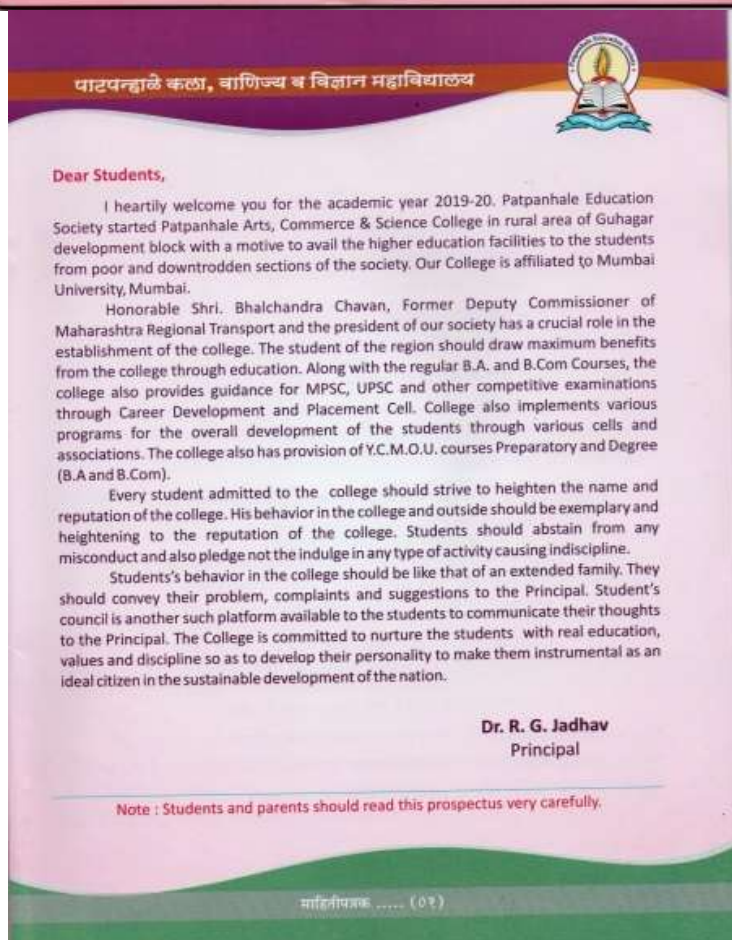 पाटपन्हाळे कला, वाणिज्य व विज्ञान महाविद्यालय
Patpanhale Education Society
Dear Students,
I heartily welcome you for the academic year 2019-20. Patpanhale Education
Society started Patpanhale Arts, Commerce & Science College in rural area of Guhagar
development block with a motive to avail the higher education facilities to the students
from poor and downtrodden sections of the society. Our College is affiliated to Mumbai
University, Mumbai.
Honorable Shri. Bhalchandra Chavan, Former Deputy Commissioner of
Maharashtra Regional Transport and the president of our society has a crucial role in the
establishment of the college. The student of the region should draw maximum benefits
from the college through education. Along with the regular B.A. and B.Com Courses, the
college also provides guidance for MPSC, UPSC and other competitive examinations
through Career Development and Placement Cell. College also implements various
programs for the overall development of the students through various cells and
associations. The college also has provision of Y.C.M.O.U. courses Preparatory and Degree
(B.A and B.Com).
Every student admitted to the college should strive to heighten the name and
reputation of the college. His behavior in the college and outside should be exemplary and
heightening to the reputation of the college. Students should abstain from any
misconduct and also pledge not the indulge in any type of activity causing indiscipline.
Students's behavior in the college should be like that of an extended family. They
should convey their problem, complaints and suggestions to the Principal. Student's
council is another such platform available to the students to communicate their thoughts
to the Principal. The College is committed to nurture the students with real education,
values and discipline so as to develop their personality to make them instrumental as an
ideal citizen in the sustainable development of the nation.
Dr. R. G. Jadhav
Principal
Note : Students and parents should read this prospectus very carefully.
माहितीपत्रक ..... (०१)